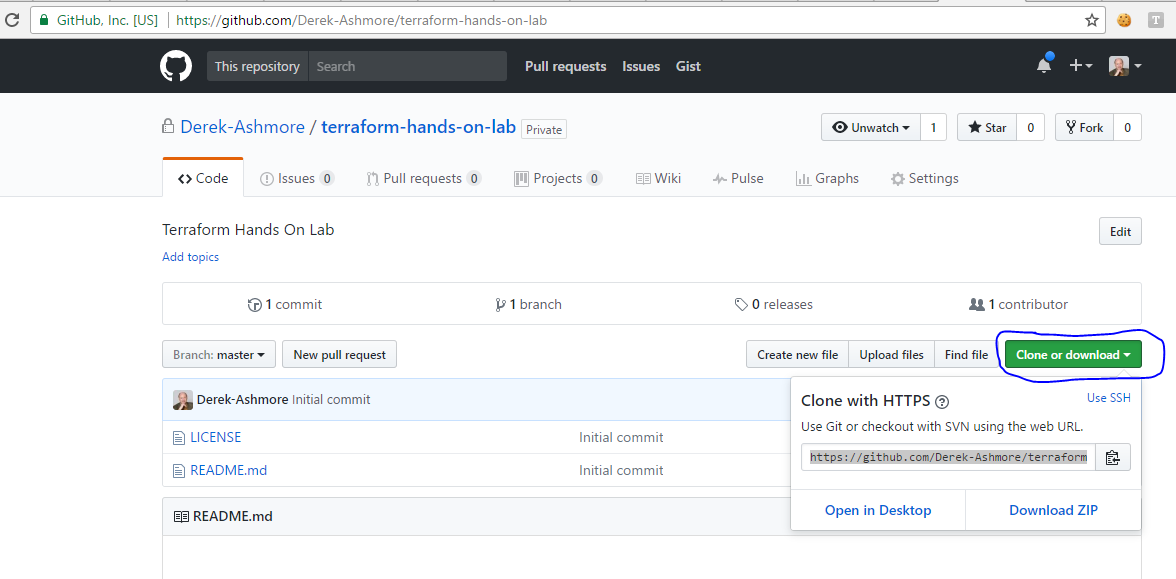 GitHub, Inc. [US] https://github.com/Derek-Ashmore/terraform-hands-on-lab T
This repository Search Pull requests Issues Gist
Derek-Ashmore / terraform-hands-on-lab Private Unwatch 1 Star 0 Fork 0
Code Issues 0 Pull requests 0 Projects 0 Wiki Pulse Graphs Settings
Terraform Hands On Lab Edit
Add topics
1 commit 1 branch 0 releases 1 contributor
Branch: master New pull request Create new file Upload files Find file Clone or download
Derek-Ashmore Initial commit
LICENSE Initial commit
README.md Initial commit
README.md
Clone with HTTPS ? Use SSH
Use Git or checkout with SVN using the web URL.
https://github.com/Derek-Ashmore/terraform
Open in Desktop Download ZIP